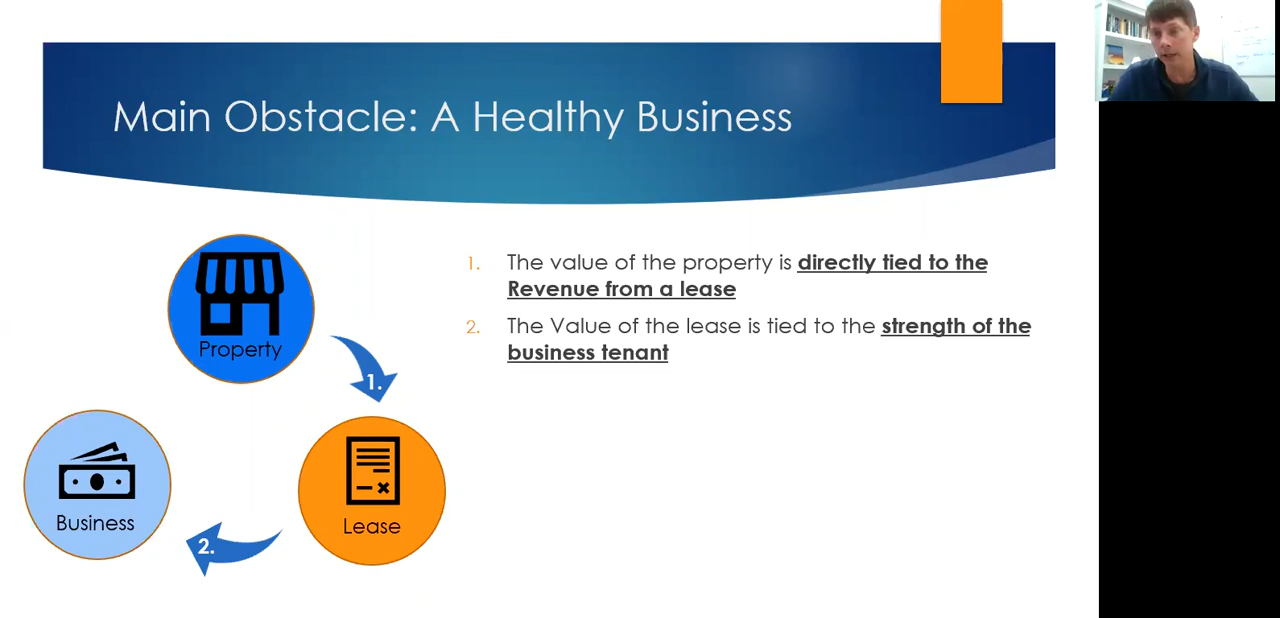 Main Obstacle: A Healthy Business
Property
1.
Lease
2.
Business
1. The value of the property is directly tied to the
Revenue from a lease
2. The Value of the lease is tied to the strength of the
business tenant